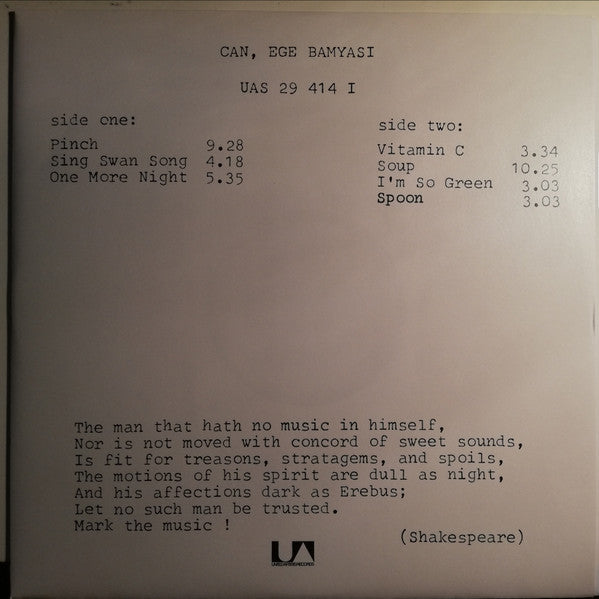 CAN, EGE BAMYASI
UAS 29 414 I
side one:
Pinch 9.28
Sing Swan Song 4.18
One More Night 5.35
side two:
Vitamin C 3.34
Soup 10.25
I'm So Green 3.03
Spoon 3.03
The man that hath no music in himself,
Nor is not moved with concord of sweet sounds,
Is fit for treasons, stratagems, and spoils,
The motions of his spirit are dull as night,
And his affections dark as Erebus;
Let no such man be trusted.
Mark the music !
(Shakespeare)
UA
UNITED ARTISTS RECORDS